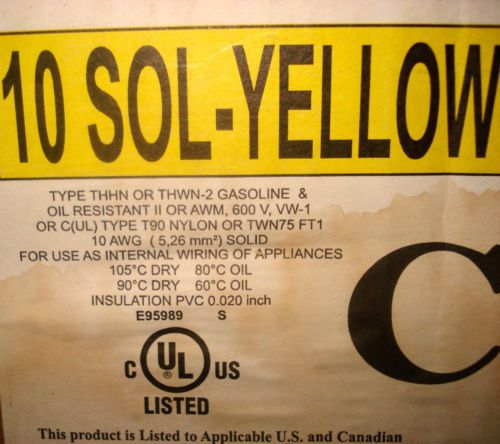 10 SOL-YELLOW
TYPE THHN OR THWN-2 GASOLINE &
OIL RESISTANT II OR AWM, 600 V, VW-1
OR C(UL) TYPE T90 NYLON OR TWN75 FT1
10 AWG ( 5,26 mm²) SOLID
FOR USE AS INTERNAL WIRING OF APPLIANCES
105°C DRY 80°C OIL
90°C DRY 60°C OIL
INSULATION PVC 0.020 inch
E95989 S
C
C UL US
®
LISTED
This product is Listed to Applicable U.S. and Canadian